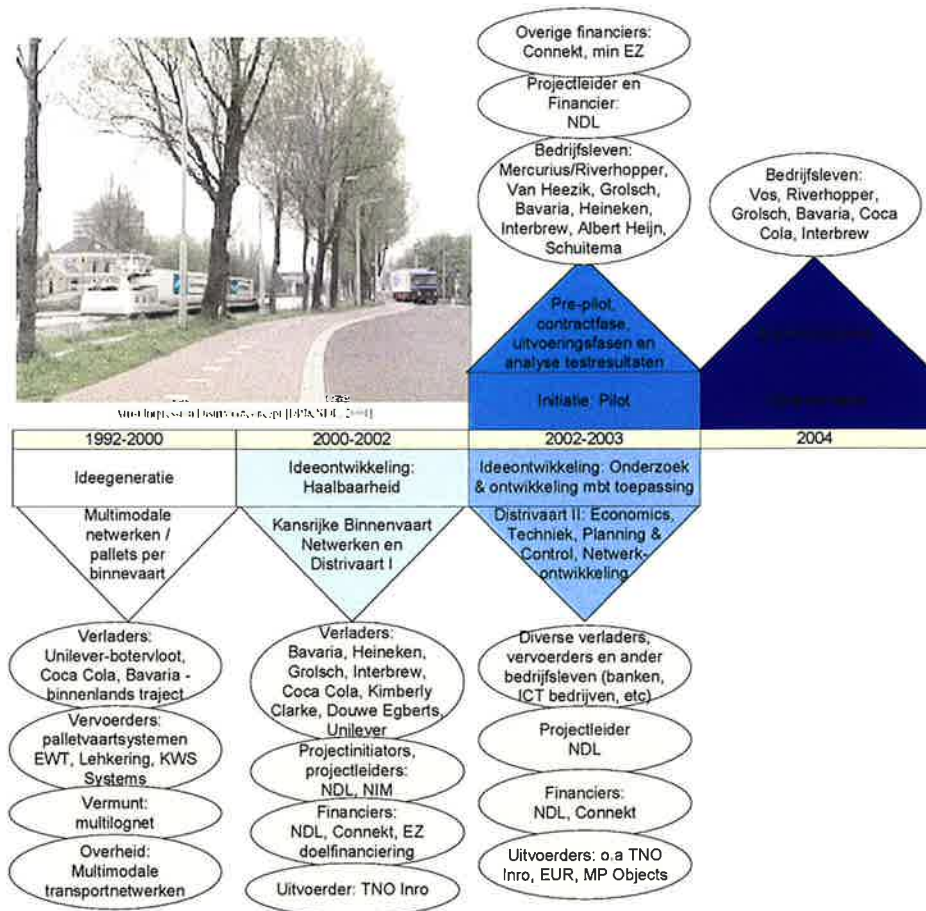 Overige financiers:
Connekt, min EZ
Projectleider en
Financier:
NDL
Bedrijfsleven:
Mercurius/Riverhopper,
Van Heezik, Grolsch,
Bavaria, Heineken,
Interbrew, Albert Heijn,
Schuitema
Bedrijfsleven:
Vos, Riverhopper,
Grolsch, Bavaria, Coca
Cola, Interbrew
Pre-pilot,
contractfase,
uitvoeringsfasen en
analyse testresultaten
Initiatie: Pilot
1992-2000
2000-2002
2002-2003
2004
Ideegeneratie
Multimodale
netwerken /
pallets per
binnevaart
Ideeontwikkeling:
Haalbaarheid
Kansrijke Binnenvaart
Netwerken en
Distrivaart I
Ideeontwikkeling: Onderzoek
& ontwikkeling mbt toepassing
Distrivaart II: Economics,
Techniek, Planning &
Control, Netwerk-
ontwikkeling
Verladers:
Unilever-botervloot,
Coca Cola, Bavaria -
binnenlands traject
Vervoerders:
palletvaartsystemen
EWT, Lehkering, KWS
Systems
Vermunt:
multilognet
Overheid:
Multimodale
transportnetwerken
Verladers:
Bavaria, Heineken,
Grolsch, Interbrew,
Coca Cola, Kimberly
Clarke, Douwe Egberts,
Unilever
Projectinitiators,
projectleiders:
NDL, NIM
Financiers:
NDL, Connekt, EZ
doelfinanciering
Uitvoerder: TNO Inro
Diverse verladers,
vervoerders en ander
bedrijfsleven (banken,
ICT bedrijven, etc)
Projectleider
NDL
Financiers:
NDL, Connekt
Uitvoerders: o.a TNO
Inro, EUR, MP Objects